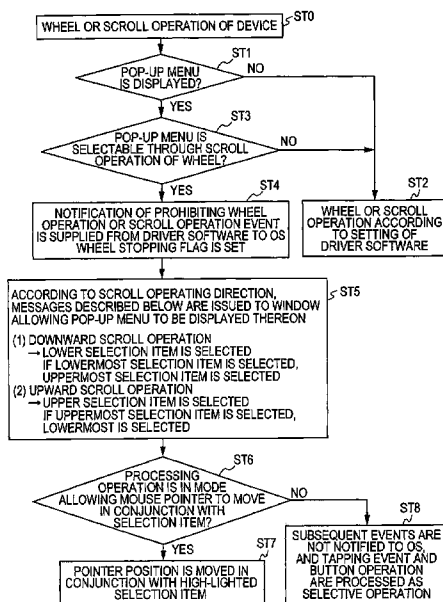 ST0
WHEEL OR SCROLL OPERATION OF DEVICE
ST1
POP-UP MENU
IS DISPLAYED?
NO
YES
ST3
POP-UP MENU IS
SELECTABLE THROUGH SCROLL
OPERATION OF WHEEL?
NO
YES
ST4
NOTIFICATION OF PROHIBITING WHEEL
OPERATION OR SCROLL OPERATION EVENT
IS SUPPLIED FROM DRIVER SOFTWARE TO OS
WHEEL STOPPING FLAG IS SET
ST2
WHEEL OR SCROLL
OPERATION ACCORDING
TO SETTING OF
DRIVER SOFTWARE
ST5
ACCORDING TO SCROLL OPERATING DIRECTION,
MESSAGES DESCRIBED BELOW ARE ISSUED TO WINDOW
ALLOWING POP-UP MENU TO BE DISPLAYED THEREON
(1) DOWNWARD SCROLL OPERATION
→ LOWER SELECTION ITEM IS SELECTED
IF LOWERMOST SELECTION ITEM IS SELECTED,
UPPERMOST SELECTION ITEM IS SELECTED
(2) UPWARD SCROLL OPERATION
→ UPPER SELECTION ITEM IS SELECTED
IF UPPERMOST SELECTION ITEM IS SELECTED,
LOWERMOST IS SELECTED
ST6
PROCESSING
OPERATION IS IN MODE
ALLOWING MOUSE POINTER TO MOVE
IN CONJUNCTION WITH
SELECTION ITEM?
NO
YES
ST7
POINTER POSITION IS MOVED IN
CONJUNCTION WITH HIGH-LIGHTED
SELECTION ITEM
ST8
SUBSEQUENT EVENTS ARE
NOT NOTIFIED TO OS,
AND TAPPING EVENT AND
BUTTON OPERATION
ARE PROCESSED AS
SELECTIVE OPERATION